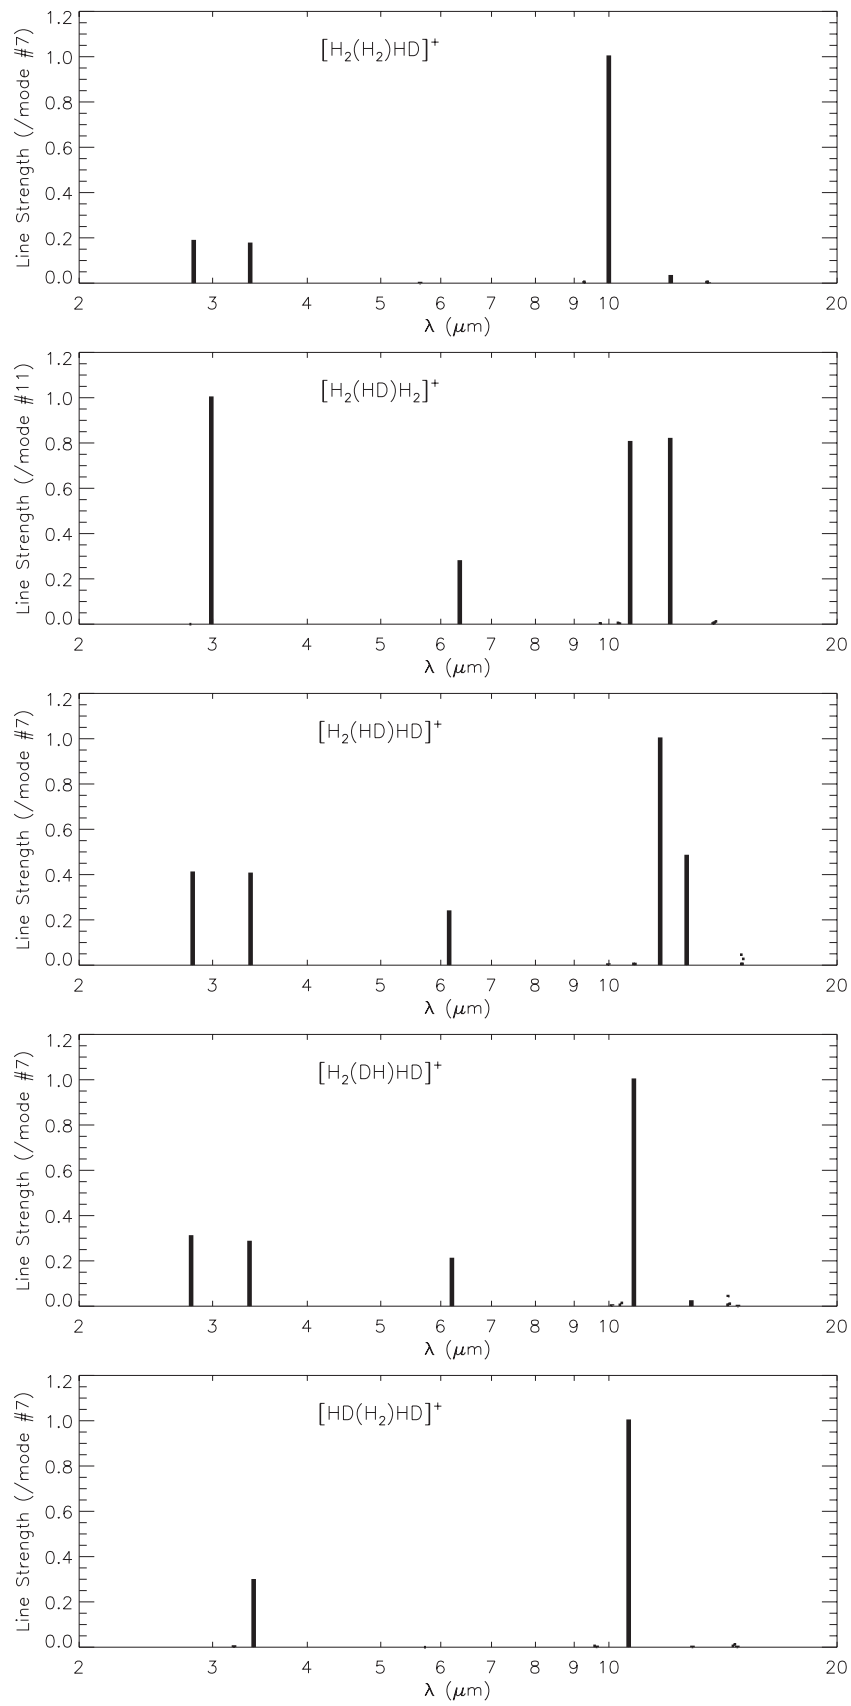 [H₂(H₂)HD]⁺
Line Strength (/mode #7)
1.2
1.0
0.8
0.6
0.4
0.2
0.0
2 3 4 5 6 7 8 9 10 20
λ (μm)
[H₂(HD)H₂]⁺
Line Strength (/mode #11)
1.2
1.0
0.8
0.6
0.4
0.2
0.0
2 3 4 5 6 7 8 9 10 20
λ (μm)
[H₂(HD)HD]⁺
Line Strength (/mode #7)
1.2
1.0
0.8
0.6
0.4
0.2
0.0
2 3 4 5 6 7 8 9 10 20
λ (μm)
[H₂(DH)HD]⁺
Line Strength (/mode #7)
1.2
1.0
0.8
0.6
0.4
0.2
0.0
2 3 4 5 6 7 8 9 10 20
λ (μm)
[HD(H₂)HD]⁺
Line Strength (/mode #7)
1.2
1.0
0.8
0.6
0.4
0.2
0.0
2 3 4 5 6 7 8 9 10 20
λ (μm)